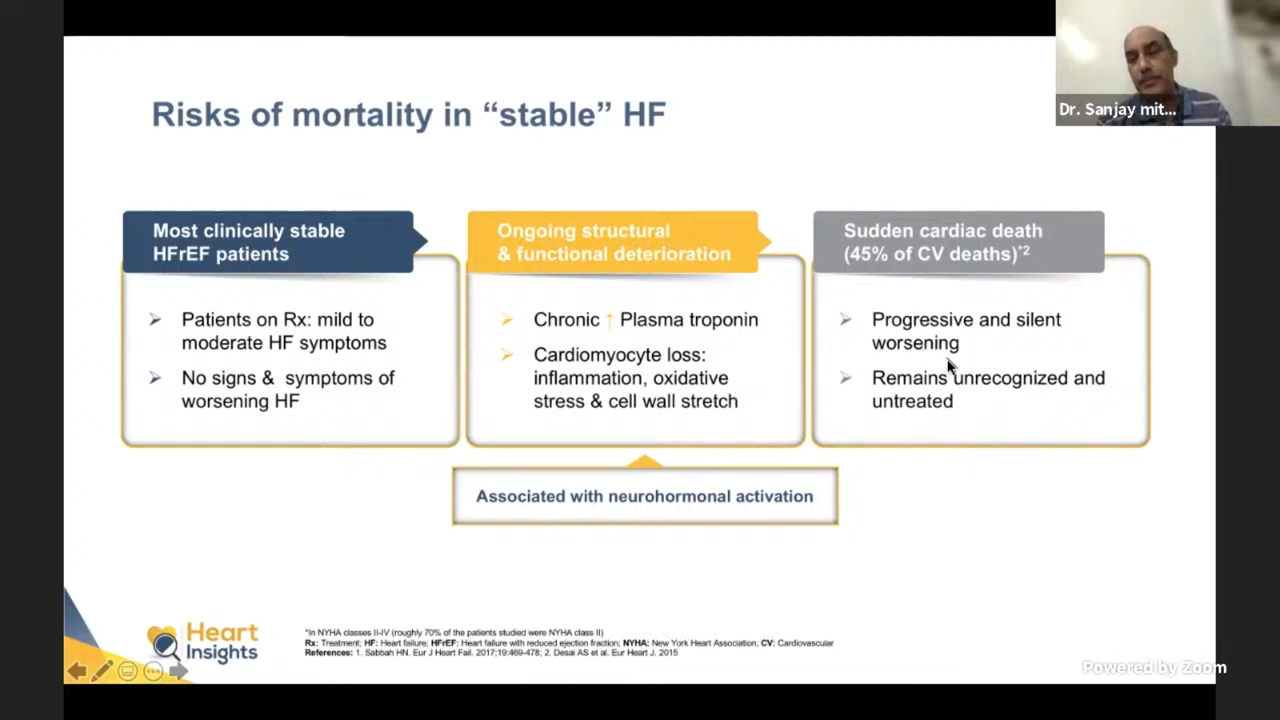 Dr. Sanjay mit...
Risks of mortality in “stable” HF
Most clinically stable
HFrEF patients
Patients on Rx: mild to
moderate HF symptoms
No signs & symptoms of
worsening HF
Ongoing structural
& functional deterioration
Chronic ↑ Plasma troponin
Cardiomyocyte loss:
inflammation, oxidative
stress & cell wall stretch
Sudden cardiac death
(45% of CV deaths)*2
Progressive and silent
worsening
Remains unrecognized and
untreated
Associated with neurohormonal activation
Heart
Insights
*In NYHA classes II-IV (roughly 70% of the patients studied were NYHA class II)
Rx: Treatment; HF: Heart failure; HFrEF: Heart failure with reduced ejection fraction; NYHA: New York Heart Association; CV: Cardiovascular
References: 1. Sabbah HN. Eur J Heart Fail. 2017;19:469-478; 2. Desai AS et al. Eur Heart J. 2015
Powered by Zoom